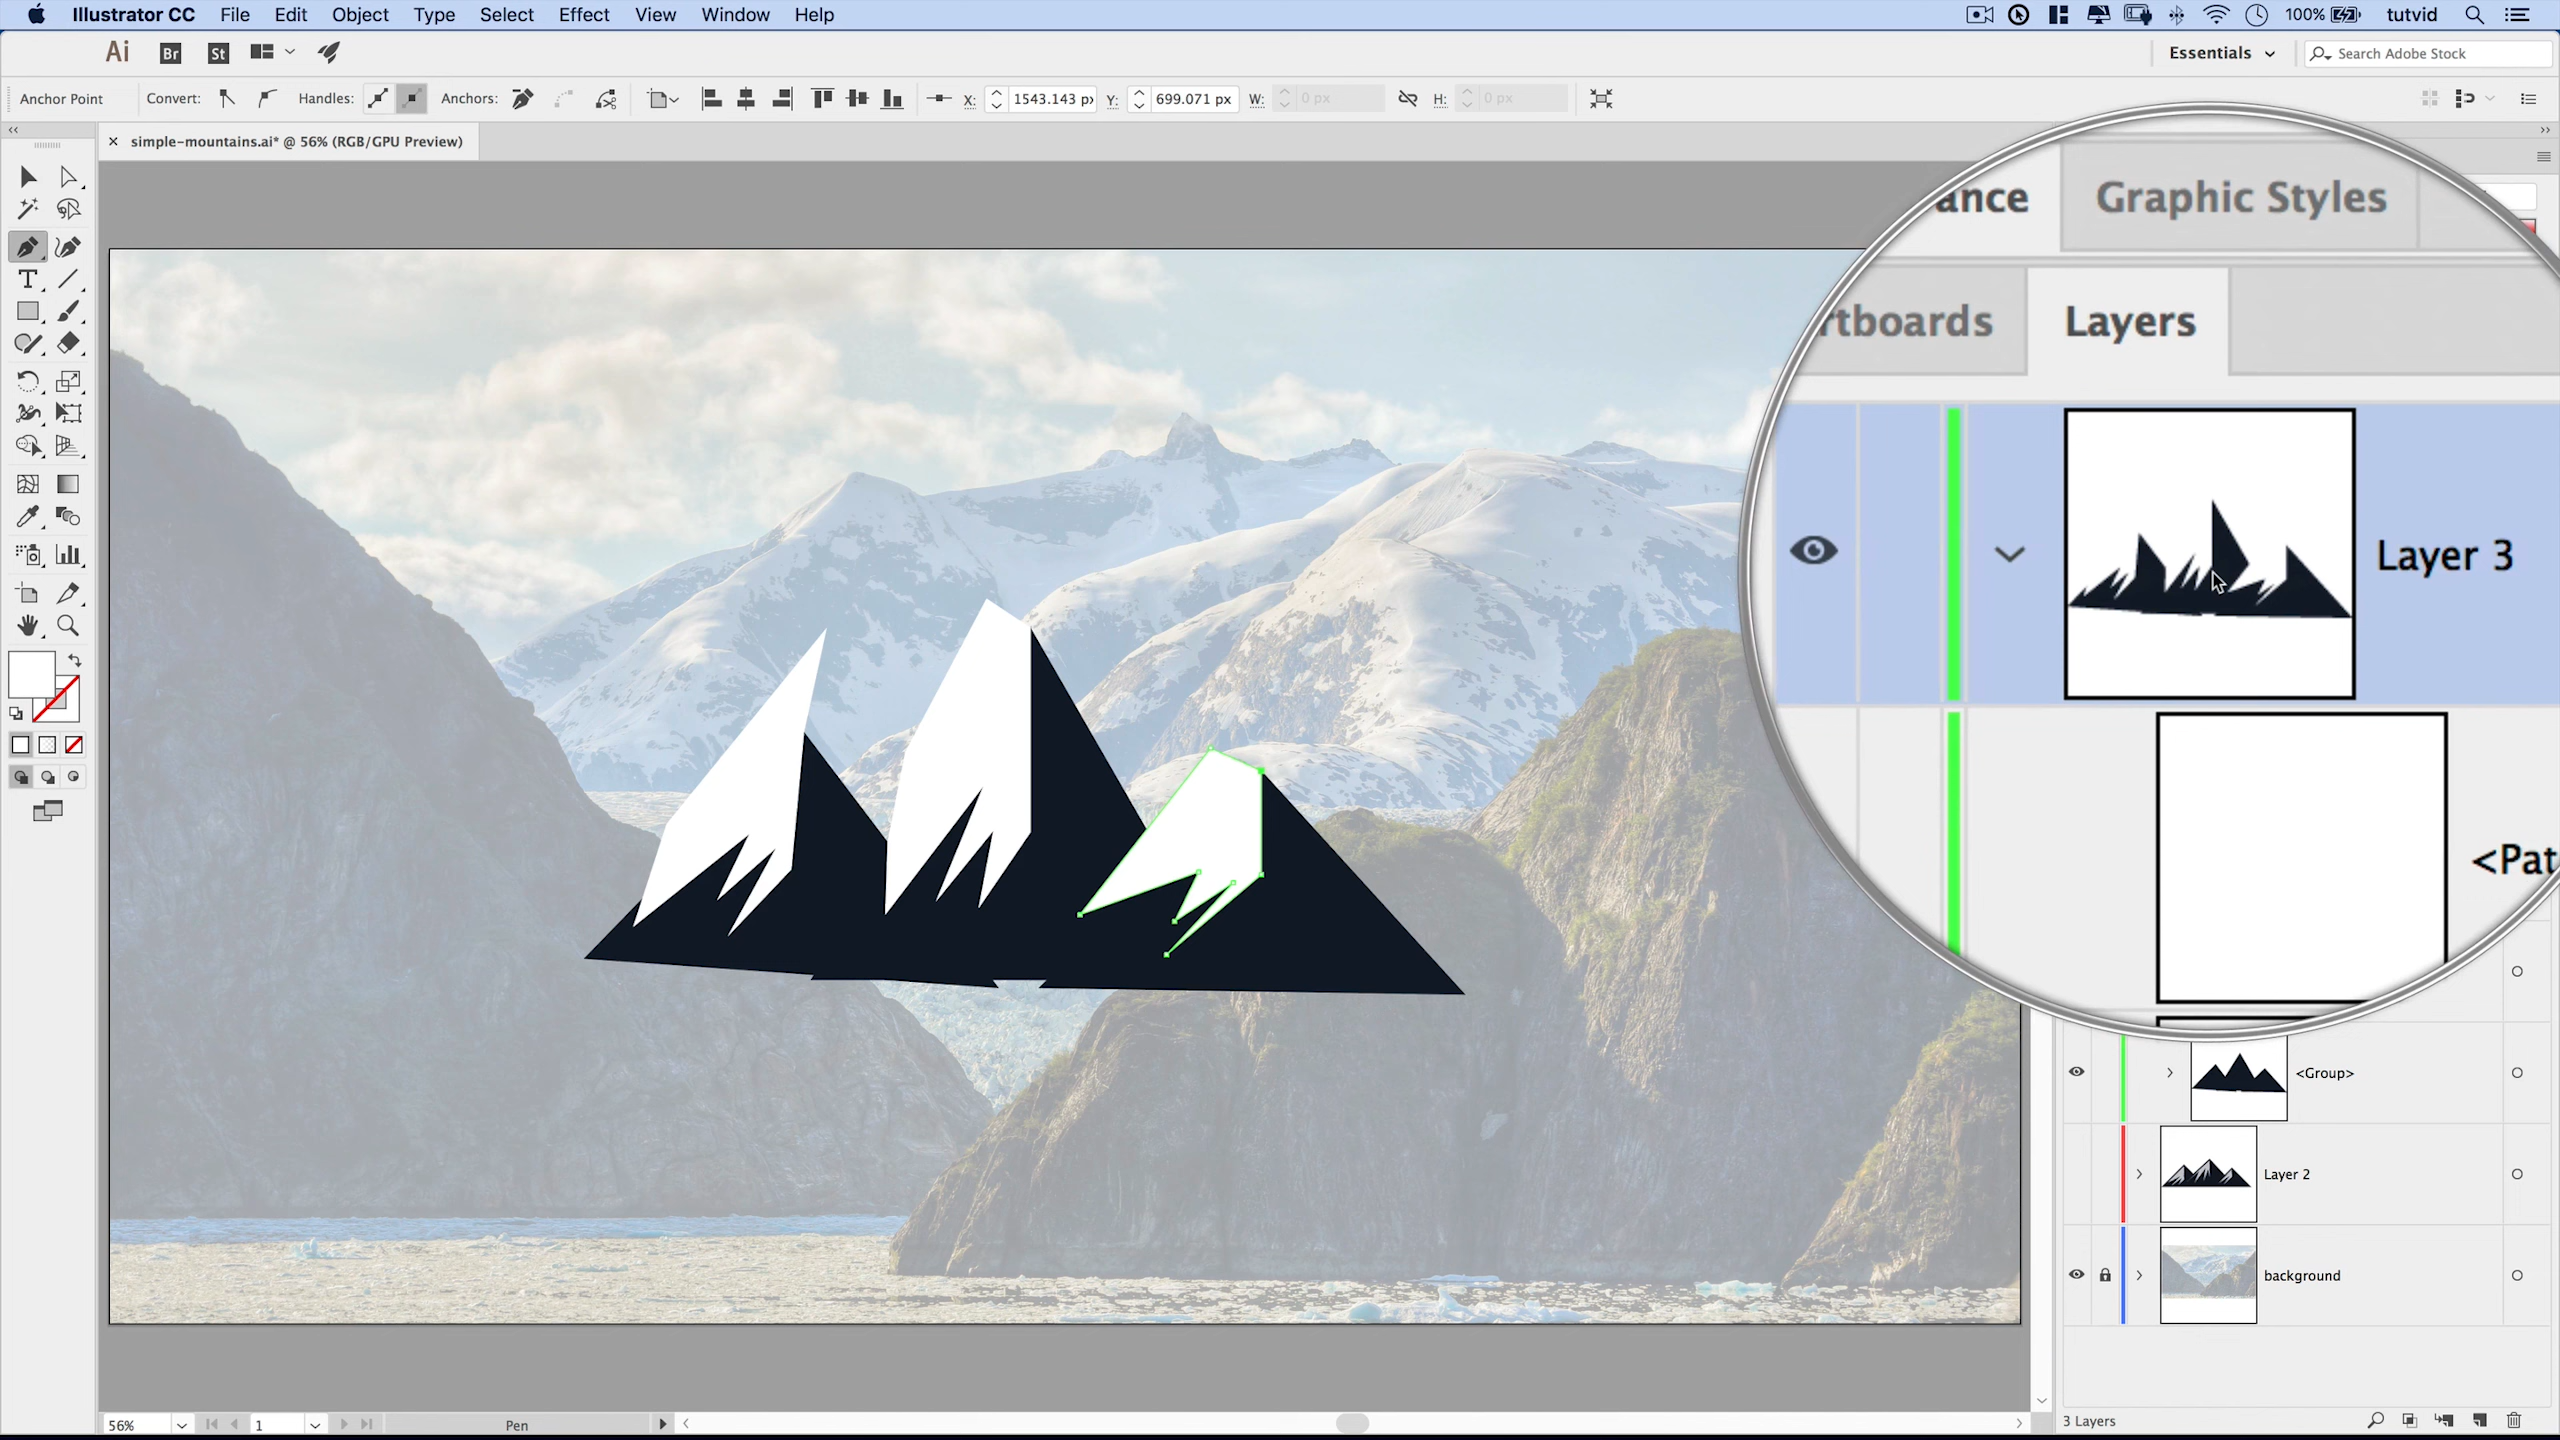 Illustrator CC File Edit Object Type Select Effect View Window Help 100% tutvid
Ai Br St Essentials Search Adobe Stock
Anchor Point Convert: Handles: Anchors: X: 1543.143 px Y: 699.071 px W: 0 px H: 0 px
simple-mountains.ai* @ 56% (RGB/GPU Preview)
ance Graphic Styles
rtboards Layers
Layer 3
<Pat
<Group>
Layer 2
background
56% 1 Pen 3 Layers